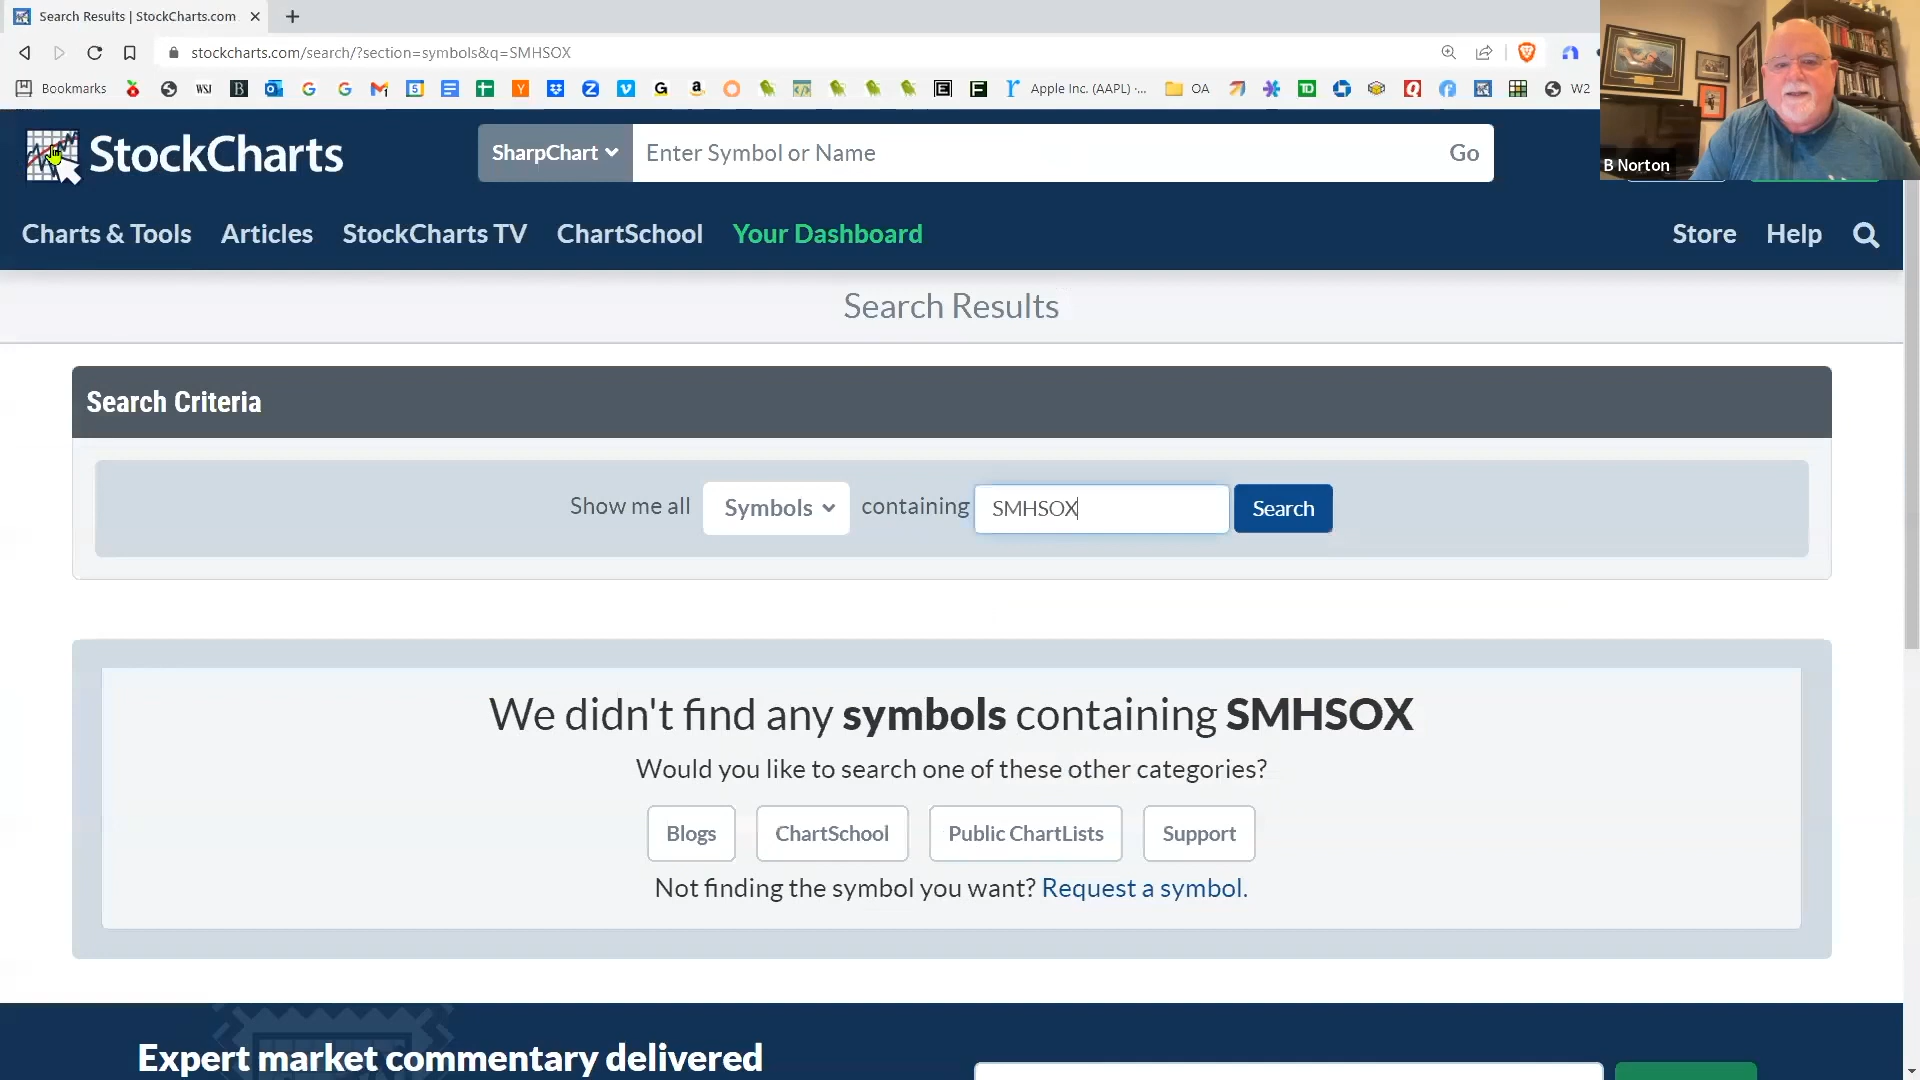 Search Results | StockCharts.com
stockcharts.com/search/?section=symbols&q=SMHSOX
Bookmarks
WSJ
Apple Inc. (AAPL) -...
OA
W2
B Norton
StockCharts
SharpChart
Enter Symbol or Name
Go
Charts & Tools
Articles
StockCharts TV
ChartSchool
Your Dashboard
Store
Help
Search Results
Search Criteria
Show me all
Symbols
containing
SMHSOX
Search
We didn't find any symbols containing SMHSOX
Would you like to search one of these other categories?
Blogs
ChartSchool
Public ChartLists
Support
Not finding the symbol you want? Request a symbol.
Expert market commentary delivered